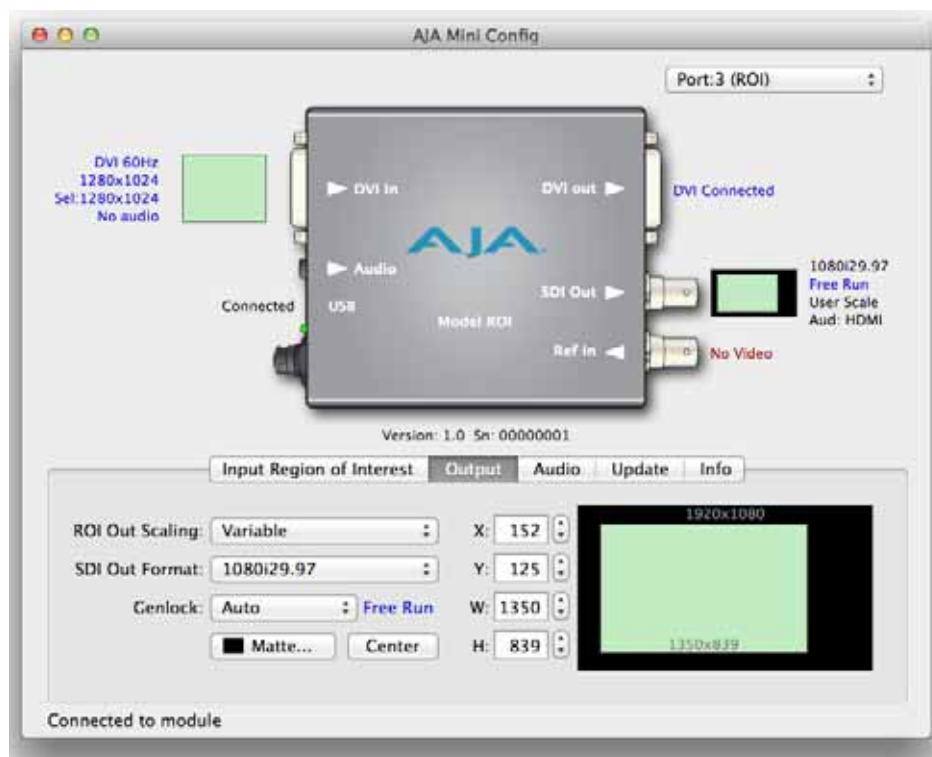 AJA Mini Config
Port:3 (ROI)
DVI 60Hz
1280x1024
Sel:1280x1024
No audio
DVI In
DVI out
DVI Connected
AJA
Audio
Connected
USB
SDI Out
Model ROI
Ref in
1080i29.97
Free Run
User Scale
Aud: HDMI
No Video
Version: 1.0 Sn: 00000001
Input Region of Interest
Output
Audio
Update
Info
ROI Out Scaling: Variable
X: 152
SDI Out Format: 1080i29.97
Y: 125
Genlock: Auto Free Run
W: 1350
Matte... Center
H: 839
1920x1080
1350x839
Connected to module